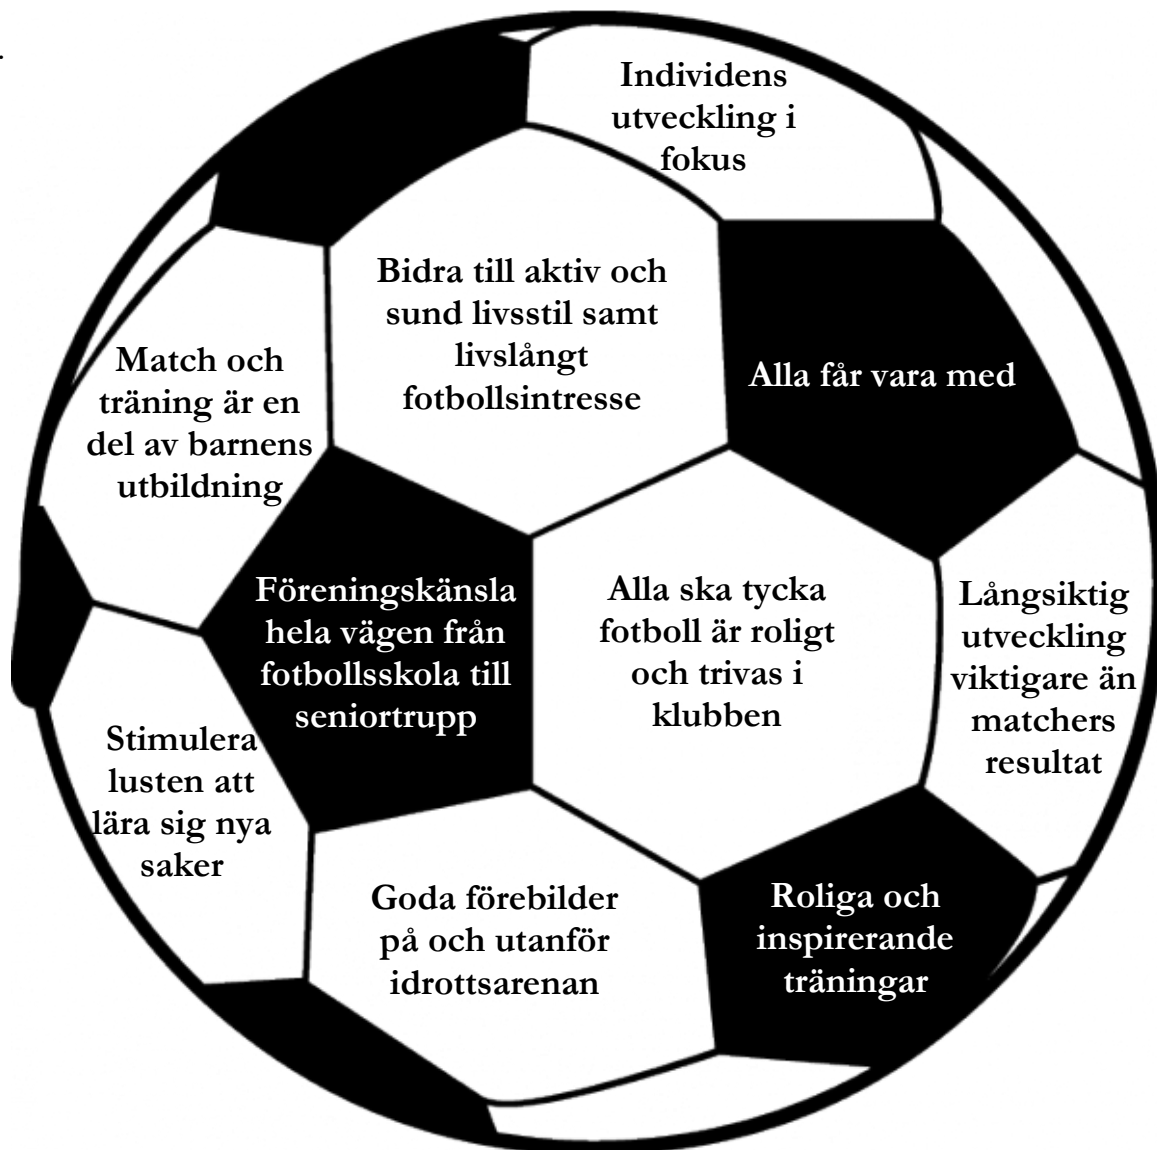 Individens
utveckling i
fokus
Bidra till aktiv och
sund livsstil samt
livslångt
fotbollsintresse
Alla får vara med
Match och
träning är en
del av barnens
utbildning
Föreningskänsla
hela vägen från
fotbollsskola till
seniortrupp
Alla ska tycka
fotboll är roligt
och trivas i
klubben
Långsiktig
utveckling
viktigare än
matchers
resultat
Stimulera
lusten att
lära sig nya
saker
Goda förebilder
på och utanför
idrottsarenan
Roliga och
inspirerande
träningar